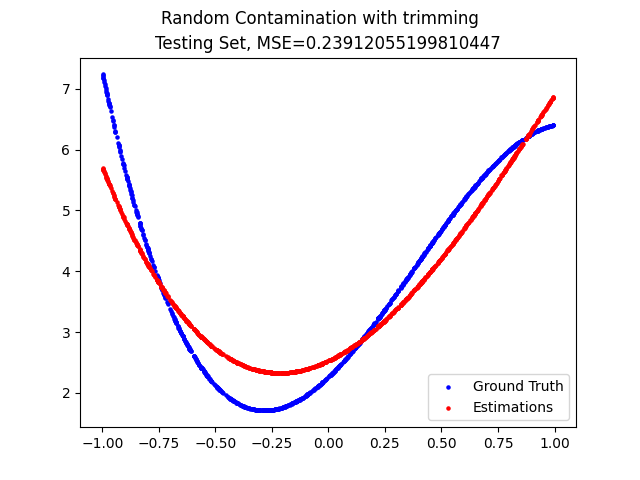 Random Contamination with trimming
Testing Set, MSE=0.23912055199810447
7
6
5
4
3
2
Ground Truth
Estimations
−1.00 −0.75 −0.50 −0.25 0.00 0.25 0.50 0.75 1.00